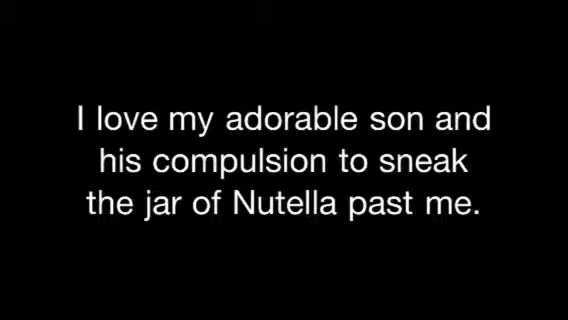 I love my adorable son and
his compulsion to sneak
the jar of Nutella past me.